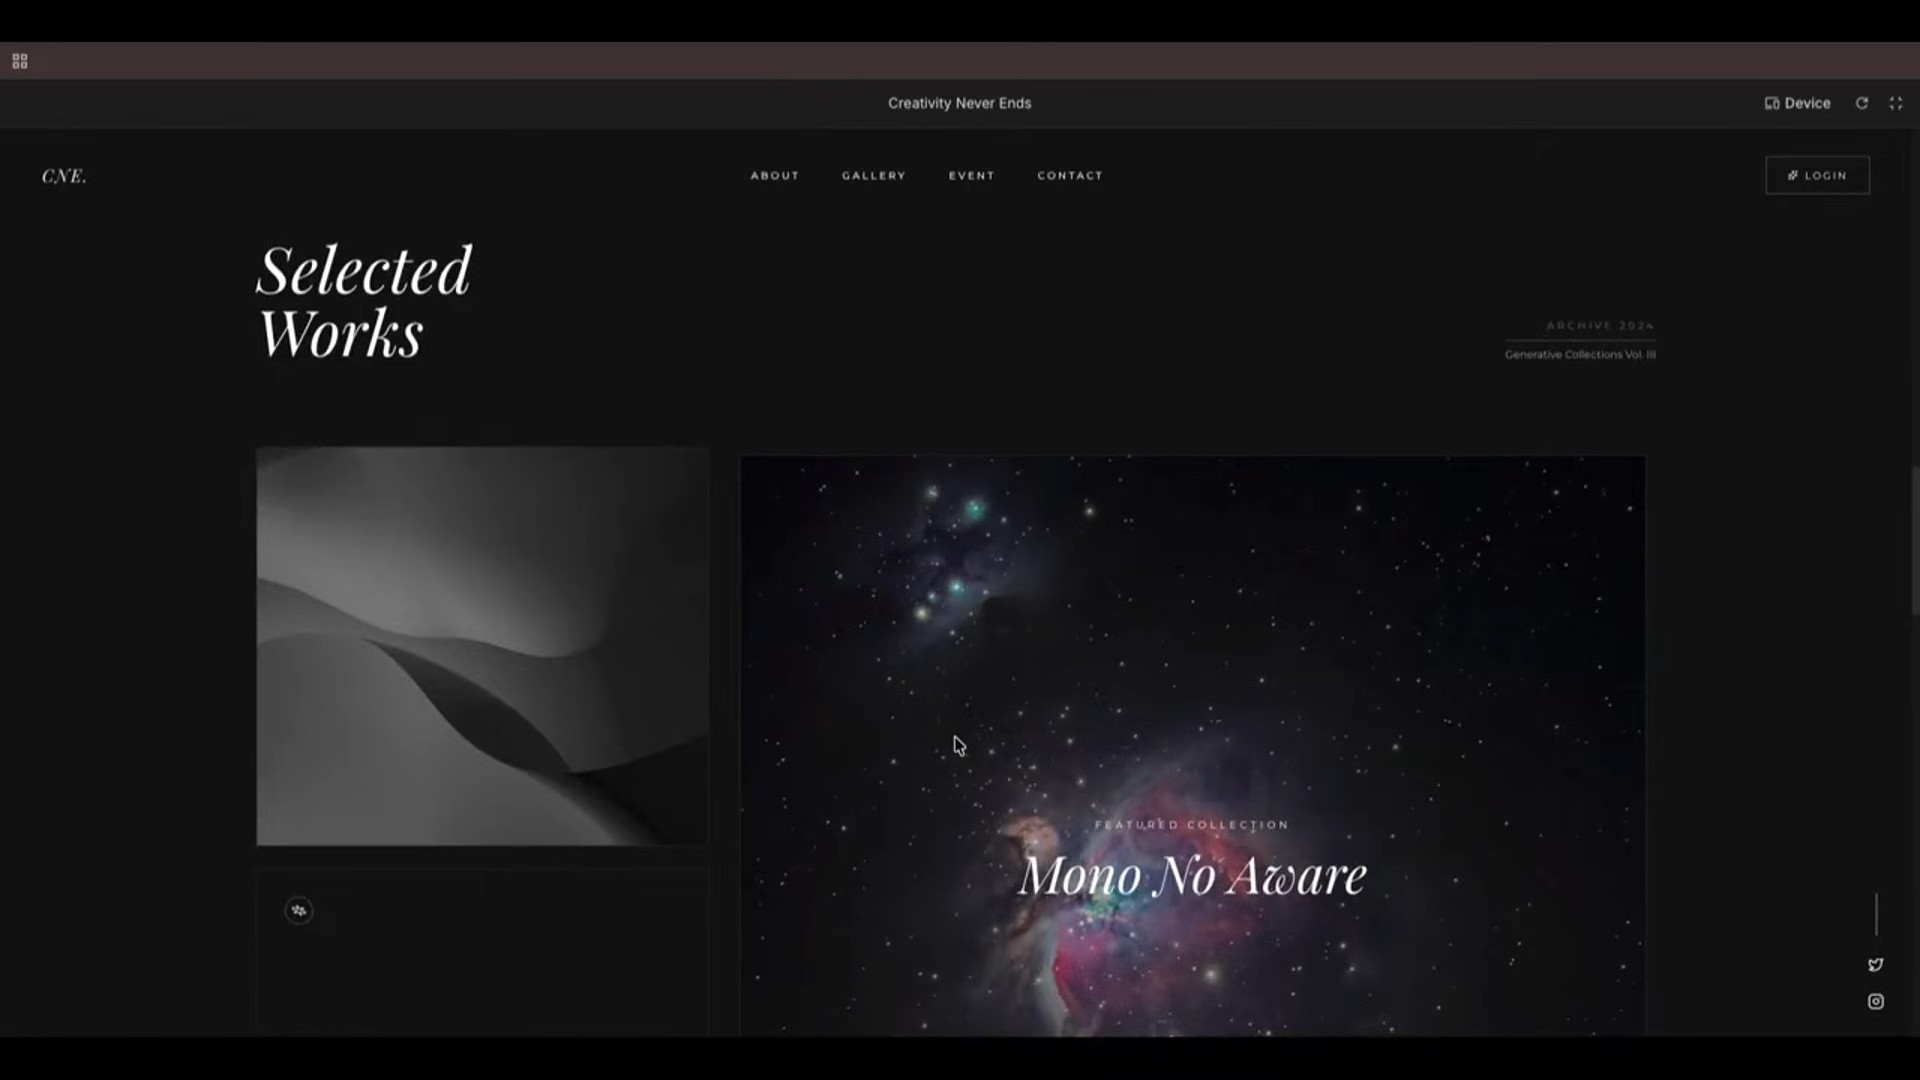 Creativity Never Ends
Device
CNE.
ABOUT
GALLERY
EVENT
CONTACT
LOGIN
Selected
Works
ARCHIVE 2024
Generative Collections Vol. III
FEATURED COLLECTION
Mono No Aware